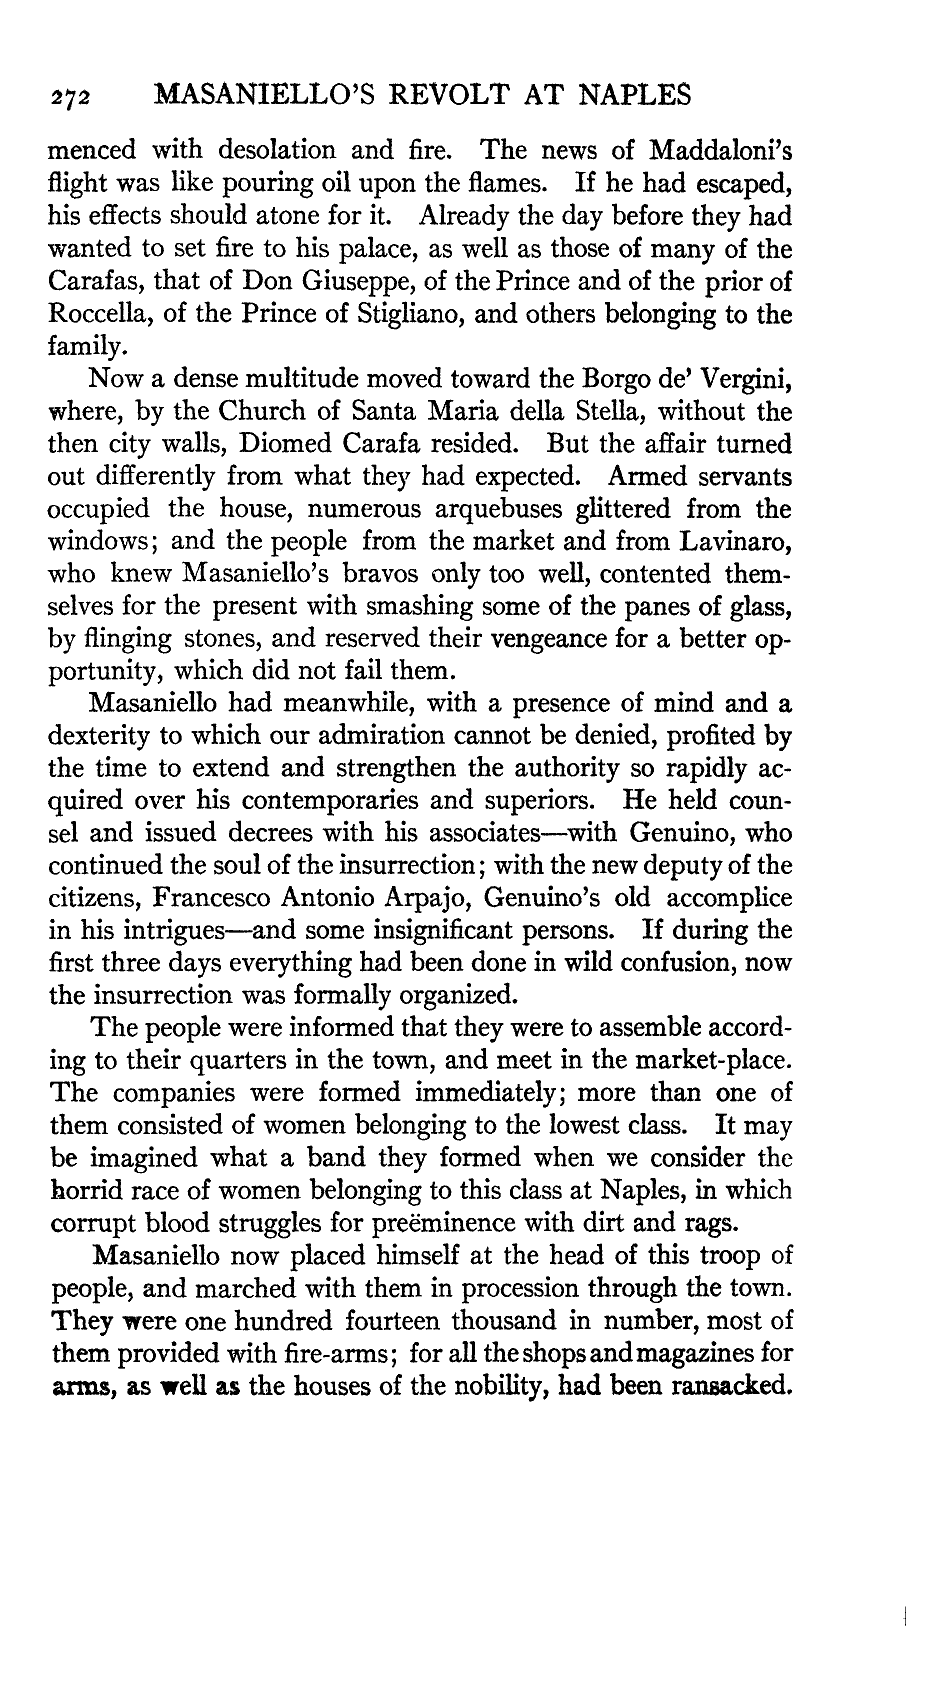 272 MASANIELLO'S REVOLT AT NAPLES
menced with desolation and fire. The news of Maddaloni's
flight was like pouring oil upon the flames. If he had escaped,
his effects should atone for it. Already the day before they had
wanted to set fire to his palace, as well as those of many of the
Carafas, that of Don Giuseppe, of the Prince and of the prior of
Roccella, of the Prince of Stigliano, and others belonging to the
family.
Now a dense multitude moved toward the Borgo de' Vergini,
where, by the Church of Santa Maria della Stella, without the
then city walls, Diomed Carafa resided. But the affair turned
out differently from what they had expected. Armed servants
occupied the house, numerous arquebuses glittered from the
windows; and the people from the market and from Lavinaro,
who knew Masaniello's bravos only too well, contented them-
selves for the present with smashing some of the panes of glass,
by flinging stones, and reserved their vengeance for a better op-
portunity, which did not fail them.
Masaniello had meanwhile, with a presence of mind and a
dexterity to which our admiration cannot be denied, profited by
the time to extend and strengthen the authority so rapidly ac-
quired over his contemporaries and superiors. He held coun-
sel and issued decrees with his associates—with Genuino, who
continued the soul of the insurrection; with the new deputy of the
citizens, Francesco Antonio Arpajo, Genuino's old accomplice
in his intrigues—and some insignificant persons. If during the
first three days everything had been done in wild confusion, now
the insurrection was formally organized.
The people were informed that they were to assemble accord-
ing to their quarters in the town, and meet in the market-place.
The companies were formed immediately; more than one of
them consisted of women belonging to the lowest class. It may
be imagined what a band they formed when we consider the
horrid race of women belonging to this class at Naples, in which
corrupt blood struggles for preëminence with dirt and rags.
Masaniello now placed himself at the head of this troop of
people, and marched with them in procession through the town.
They were one hundred fourteen thousand in number, most of
them provided with fire-arms; for all the shops and magazines for
arms, as well as the houses of the nobility, had been ransacked.